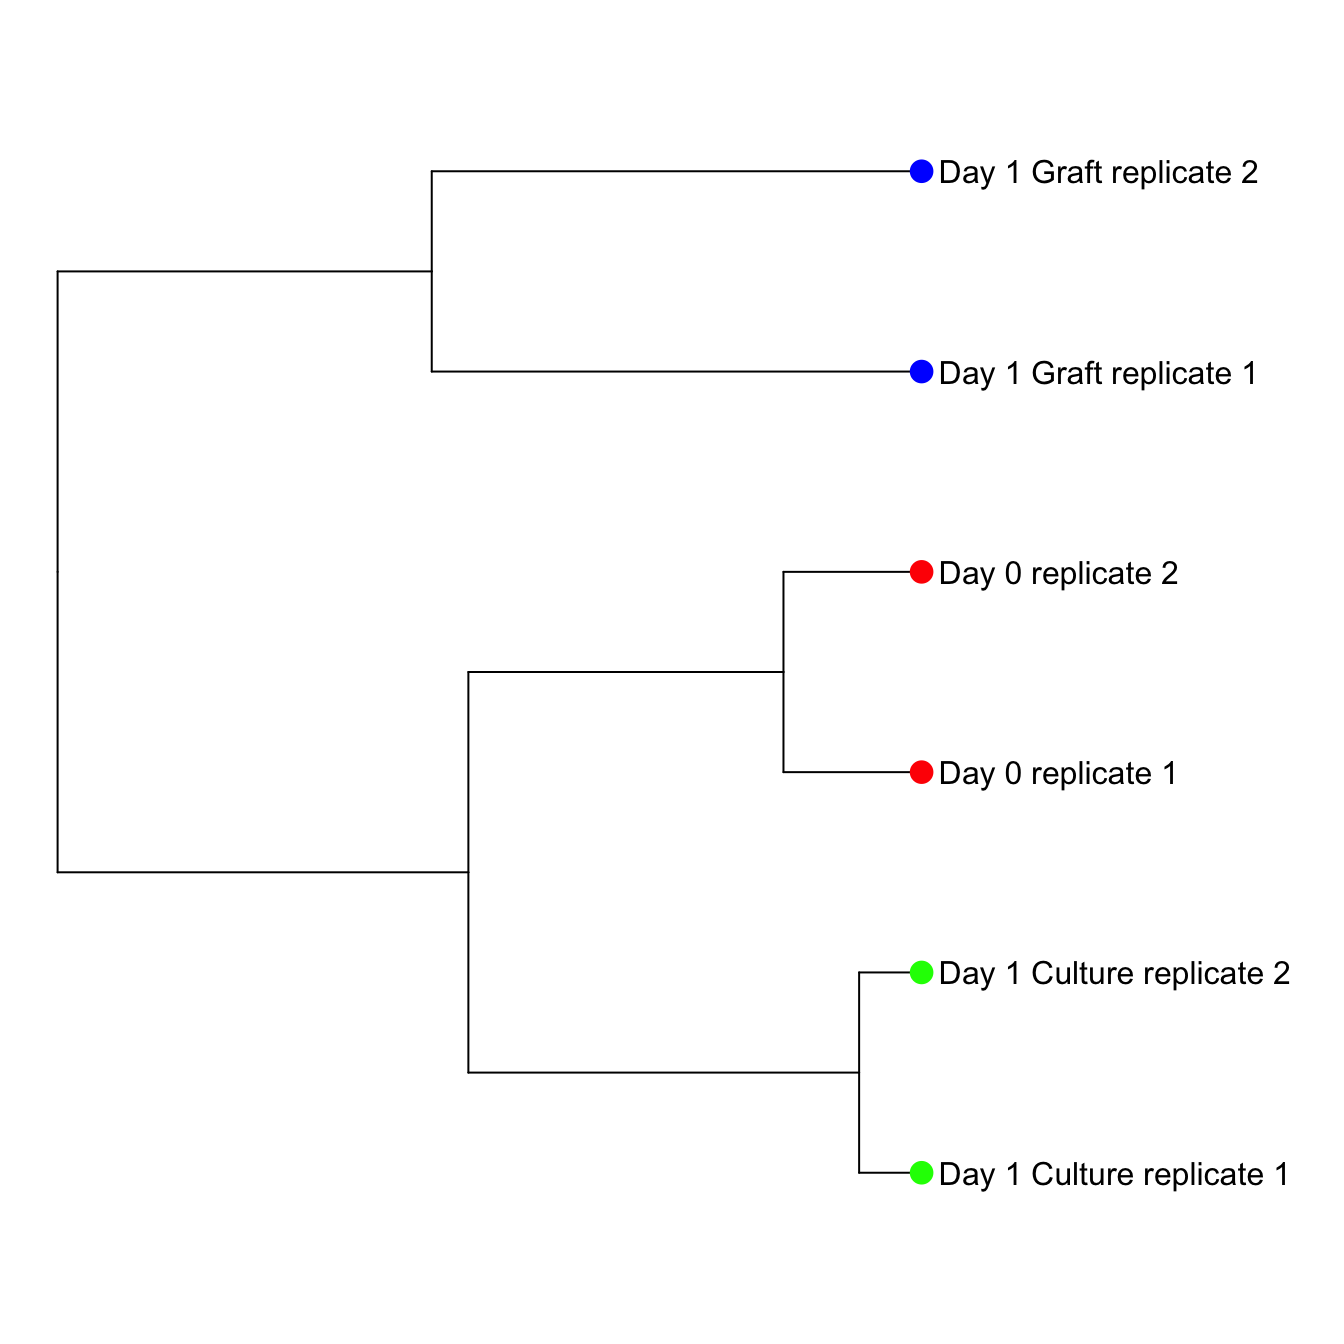 Day 1 Graft replicate 2
Day 1 Graft replicate 1
Day 0 replicate 2
Day 0 replicate 1
Day 1 Culture replicate 2
Day 1 Culture replicate 1